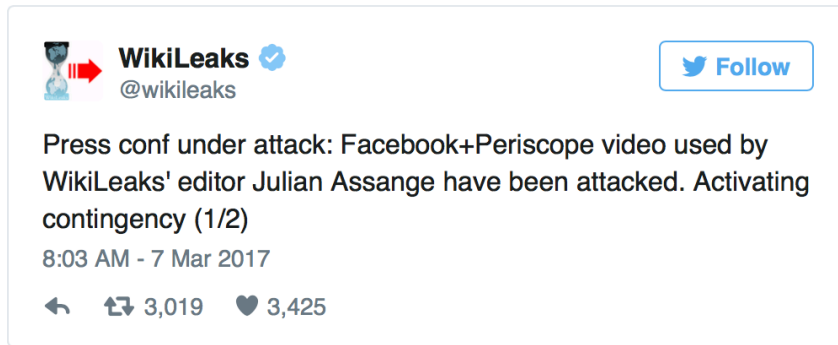 WikiLeaks
@wikileaks
Follow
Press conf under attack: Facebook+Periscope video used by
WikiLeaks' editor Julian Assange have been attacked. Activating
contingency (1/2)
8:03 AM - 7 Mar 2017
3,019 3,425